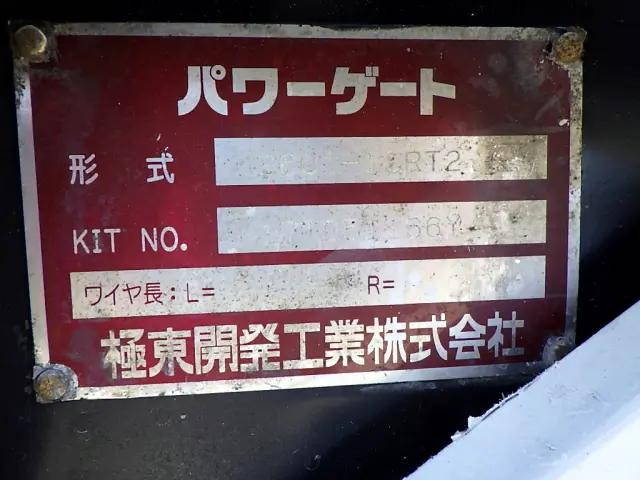 パワーゲート
形式
KIT NO.
ワイヤ長:L= R=
極東開発工業株式会社